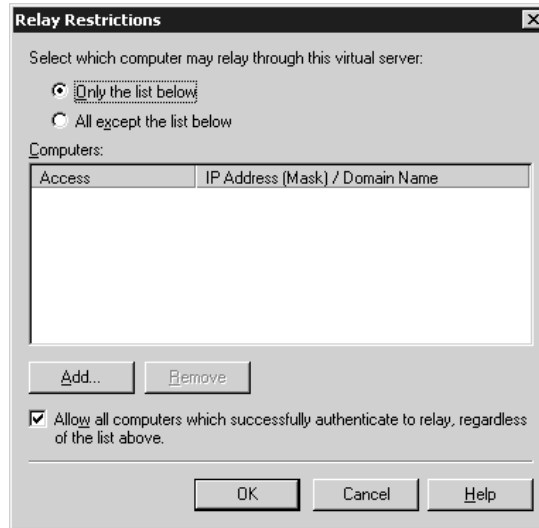 Relay Restrictions
Select which computer may relay through this virtual server:
Only the list below
All except the list below
Computers:
Access IP Address (Mask) / Domain Name
Add... Remove
Allow all computers which successfully authenticate to relay, regardless
of the list above.
OK Cancel Help